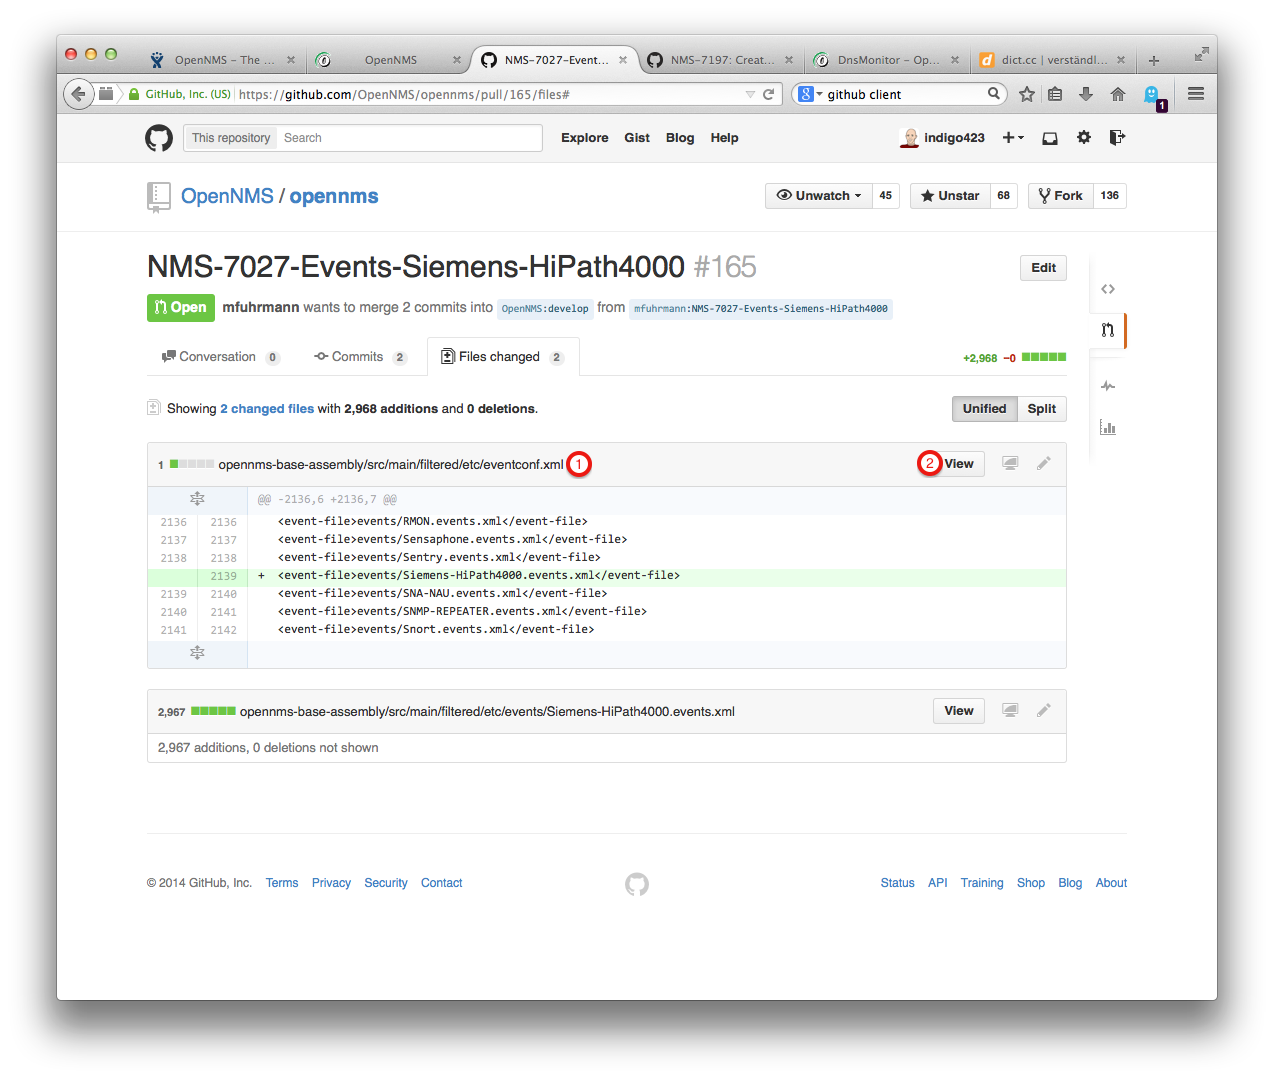 OpenNMS – The ... OpenNMS NMS-7027-Event... NMS-7197: Creat... DnsMonitor – Op... dict.cc | verständl...
GitHub, Inc. (US) https://github.com/OpenNMS/opennms/pull/165/files# github client 1
This repository Search Explore Gist Blog Help indigo423
OpenNMS / opennms Unwatch 45 Unstar 68 Fork 136
NMS-7027-Events-Siemens-HiPath4000 #165 Edit
Open mfuhrmann wants to merge 2 commits into OpenNMS:develop from mfuhrmann:NMS-7027-Events-Siemens-HiPath4000
Conversation 0 Commits 2 Files changed 2 +2,968 −0
Showing 2 changed files with 2,968 additions and 0 deletions. Unified Split
1 opennms-base-assembly/src/main/filtered/etc/eventconf.xml 1 2 View
@@ -2136,6 +2136,7 @@
2136 2136 <event-file>events/RMON.events.xml</event-file>
2137 2137 <event-file>events/Sensaphone.events.xml</event-file>
2138 2138 <event-file>events/Sentry.events.xml</event-file>
2139 + <event-file>events/Siemens-HiPath4000.events.xml</event-file>
2139 2140 <event-file>events/SNA-NAU.events.xml</event-file>
2140 2141 <event-file>events/SNMP-REPEATER.events.xml</event-file>
2141 2142 <event-file>events/Snort.events.xml</event-file>
2,967 opennms-base-assembly/src/main/filtered/etc/events/Siemens-HiPath4000.events.xml View
2,967 additions, 0 deletions not shown
© 2014 GitHub, Inc. Terms Privacy Security Contact Status API Training Shop Blog About